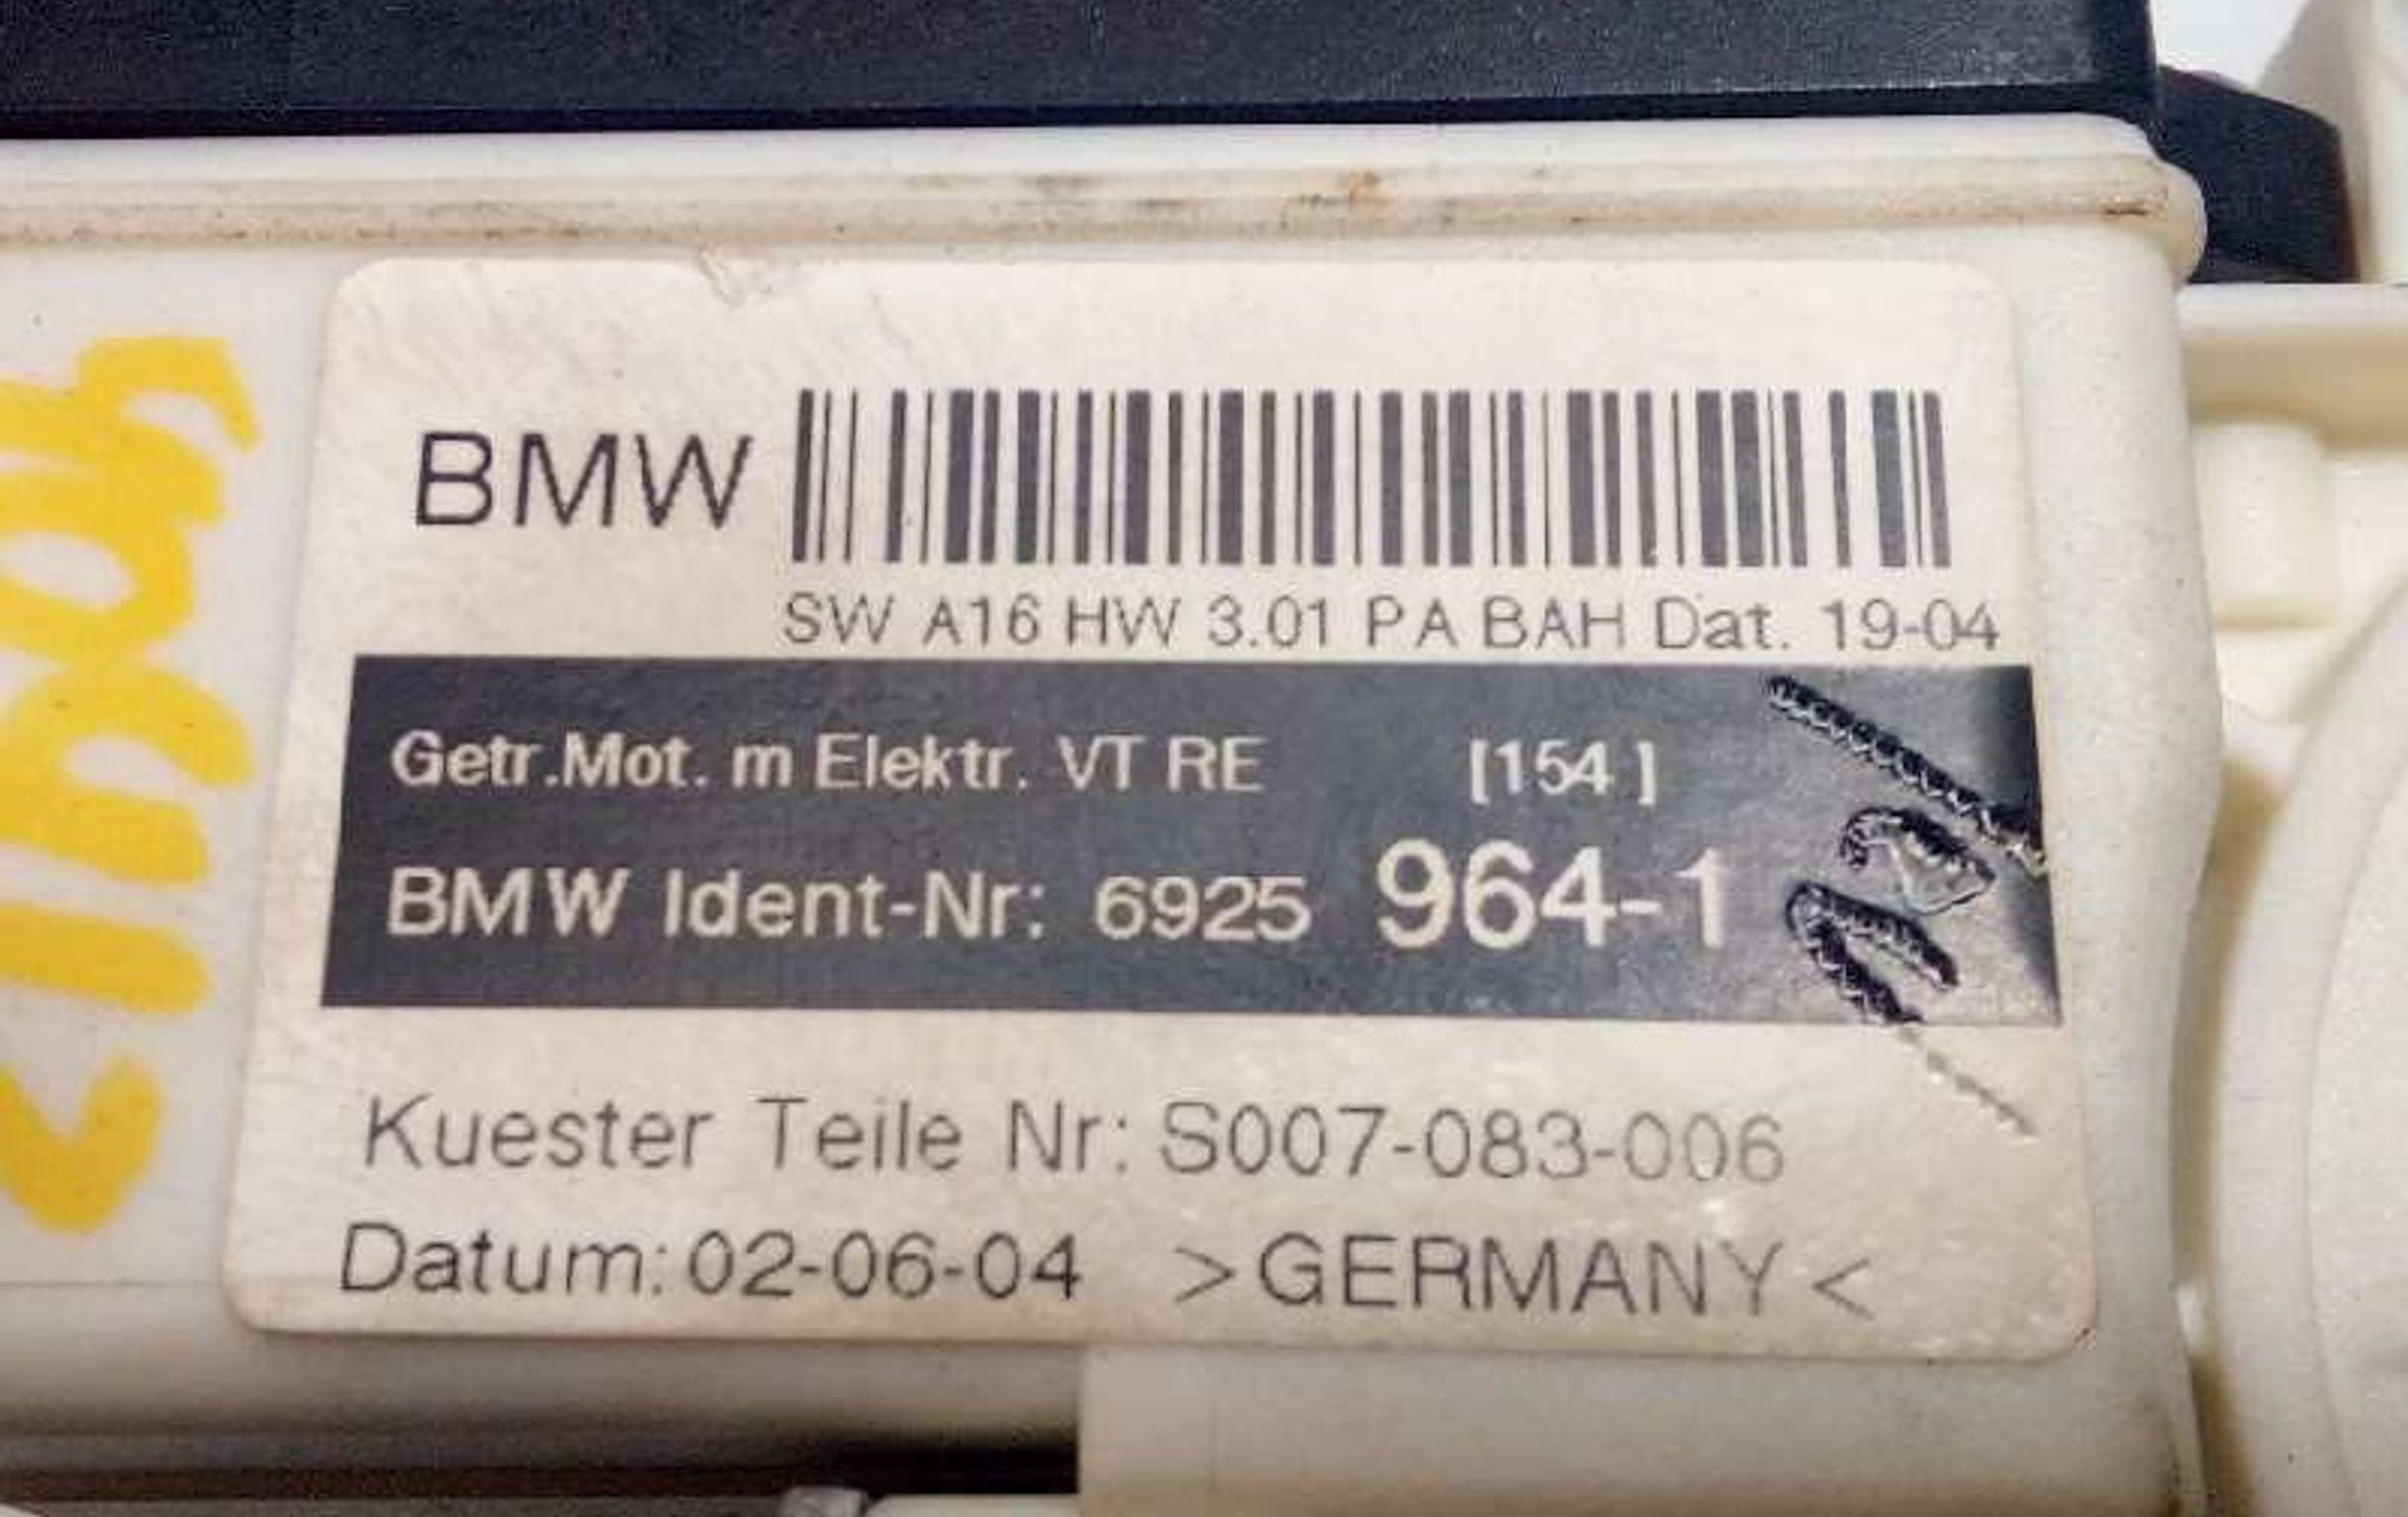 BMW
SW A16 HW 3.01 PA BAH Dat. 19-04
Getr.Mot. m Elektr. VT RE [154 ]
BMW Ident-Nr: 6925 964-1
Kuester Teile Nr: S007-083-006
Datum: 02-06-04 >GERMANY<